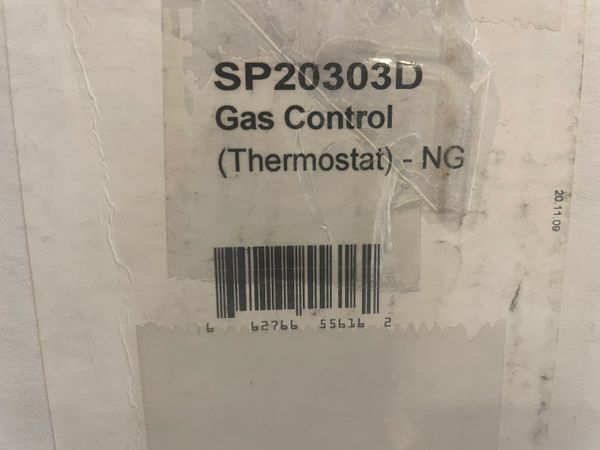 SP20303D
Gas Control
(Thermostat) - NG
20.11.09
6 62766 55616 2